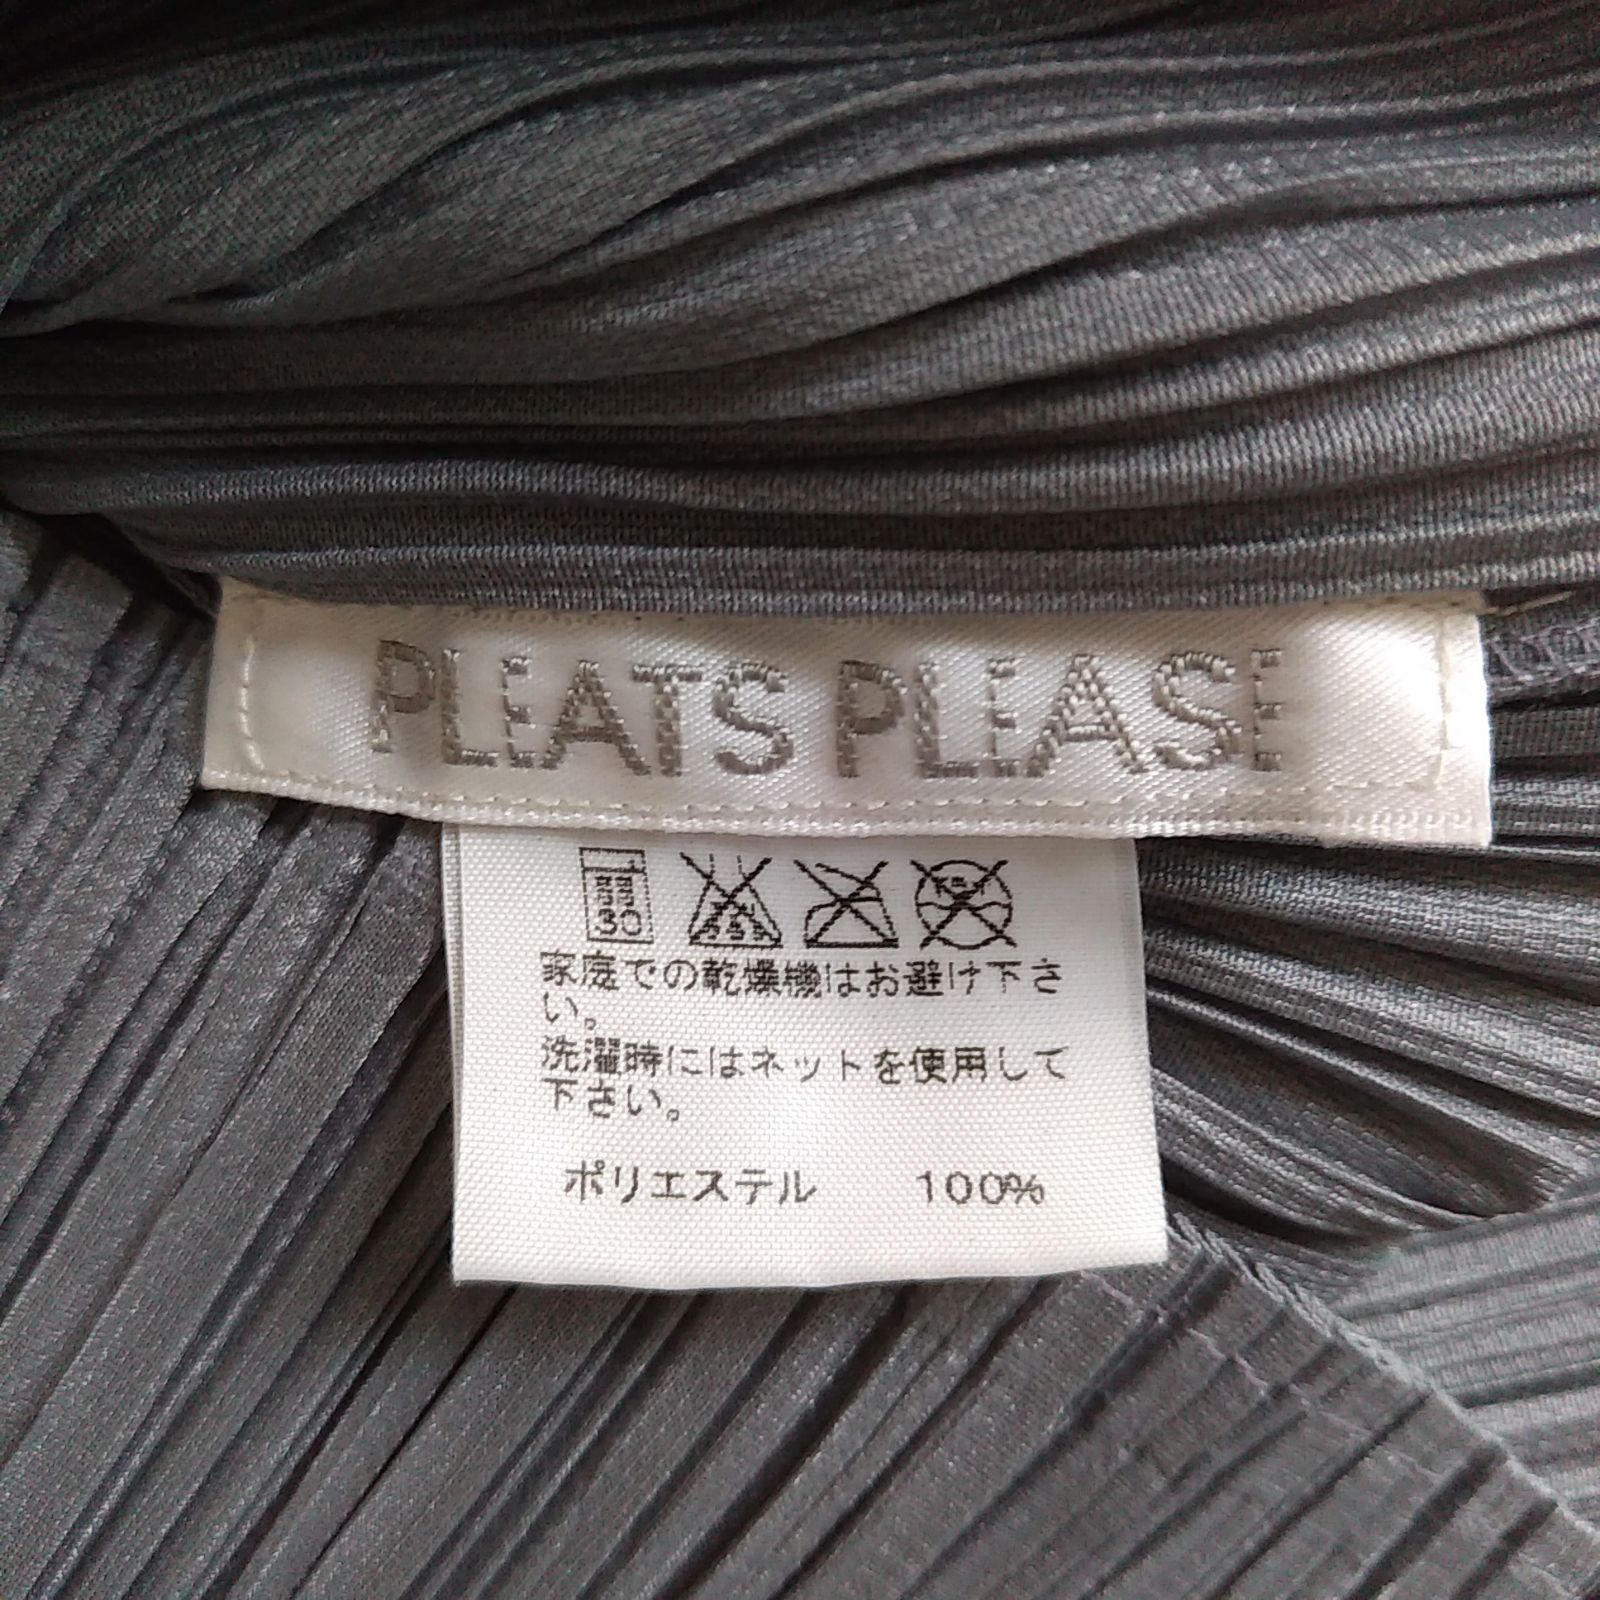 PLEATS PLEASE
家庭での乾燥機はお避け下さ
い。
洗濯時にはネットを使用して
下さい。
ポリエステル 100%